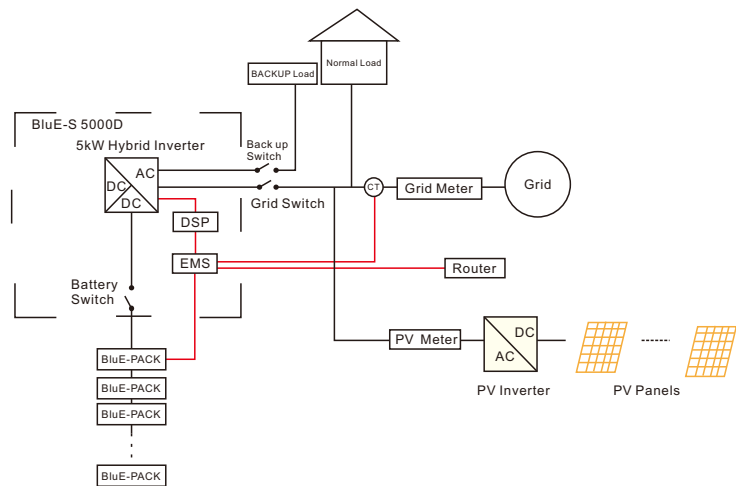 BACKUP Load
Normal Load
BluE-S 5000D
5kW Hybrid Inverter
Back up
Switch
AC
DC
DC
CT
Grid Meter
Grid
Grid Switch
DSP
EMS
Router
Battery
Switch
PV Meter
DC
AC
BluE-PACK
PV Inverter
PV Panels
BluE-PACK
BluE-PACK
BluE-PACK